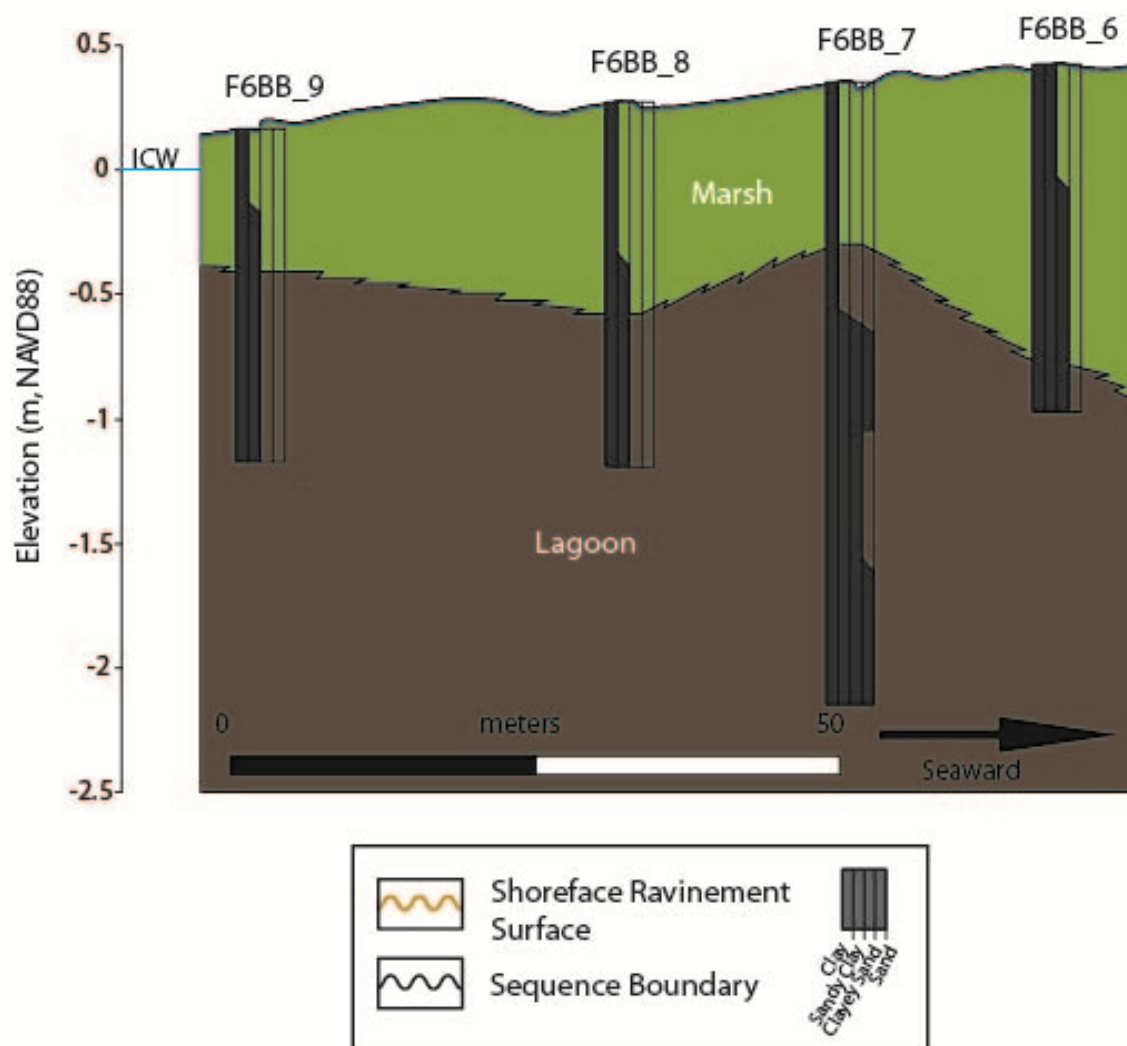 F6BB_9
F6BB_8
F6BB_7
F6BB_6
0.5
0
-0.5
-1
-1.5
-2
-2.5
Elevation (m, NAVD88)
ICW
Marsh
Lagoon
0 meters 50
Seaward
Shoreface Ravinement
Surface
Sequence Boundary
Clay
Sandy Clay
Clayey Sand
Sand